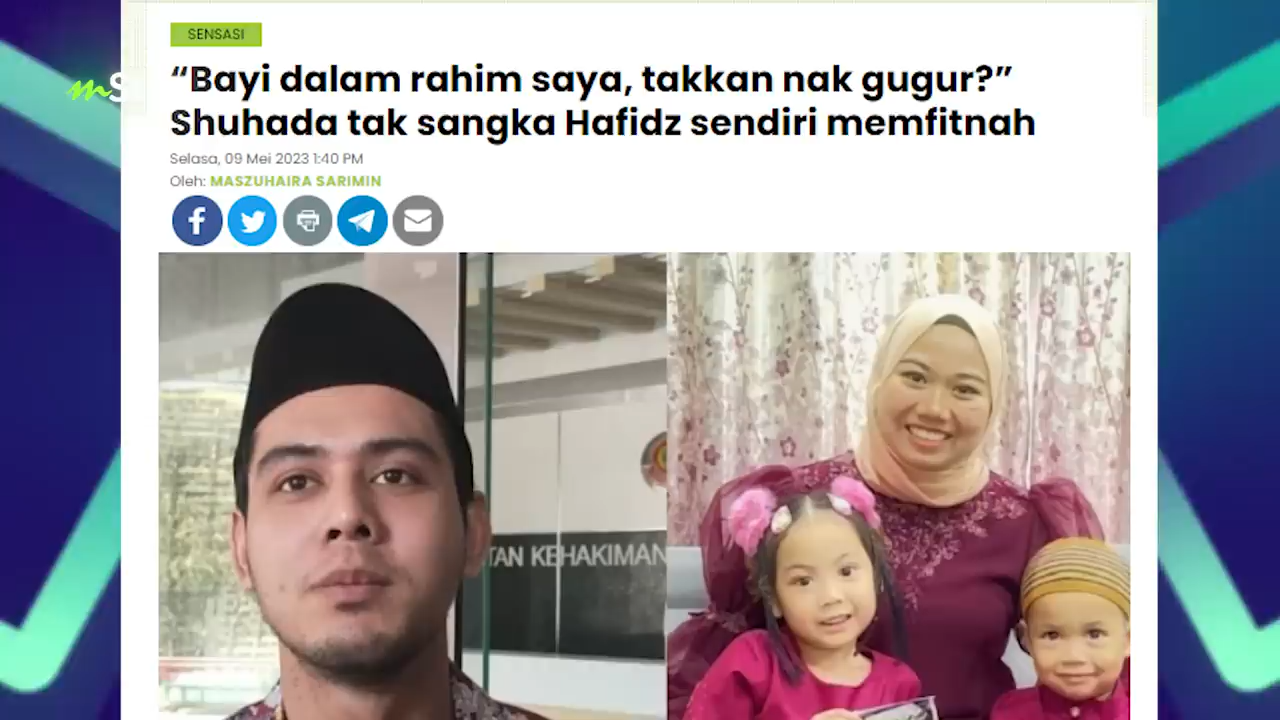 SENSASI
mS
“Bayi dalam rahim saya, takkan nak gugur?”
Shuhada tak sangka Hafidz sendiri memfitnah
Selasa, 09 Mei 2023 1:40 PM
Oleh: MASZUHAIRA SARIMIN
TAN KEHAKIMAN